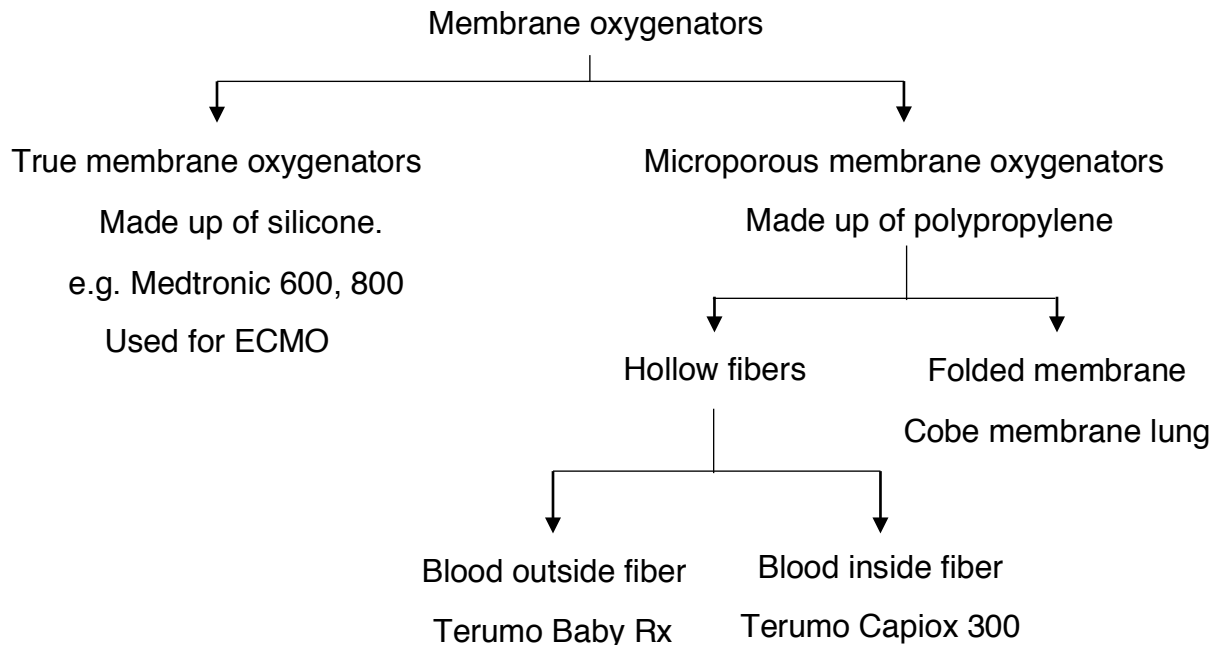 Membrane oxygenators
True membrane oxygenators
Made up of silicone.
e.g. Medtronic 600, 800
Used for ECMO
Microporous membrane oxygenators
Made up of polypropylene
Hollow fibers
Folded membrane
Cobe membrane lung
Blood outside fiber
Terumo Baby Rx
Blood inside fiber
Terumo Capiox 300